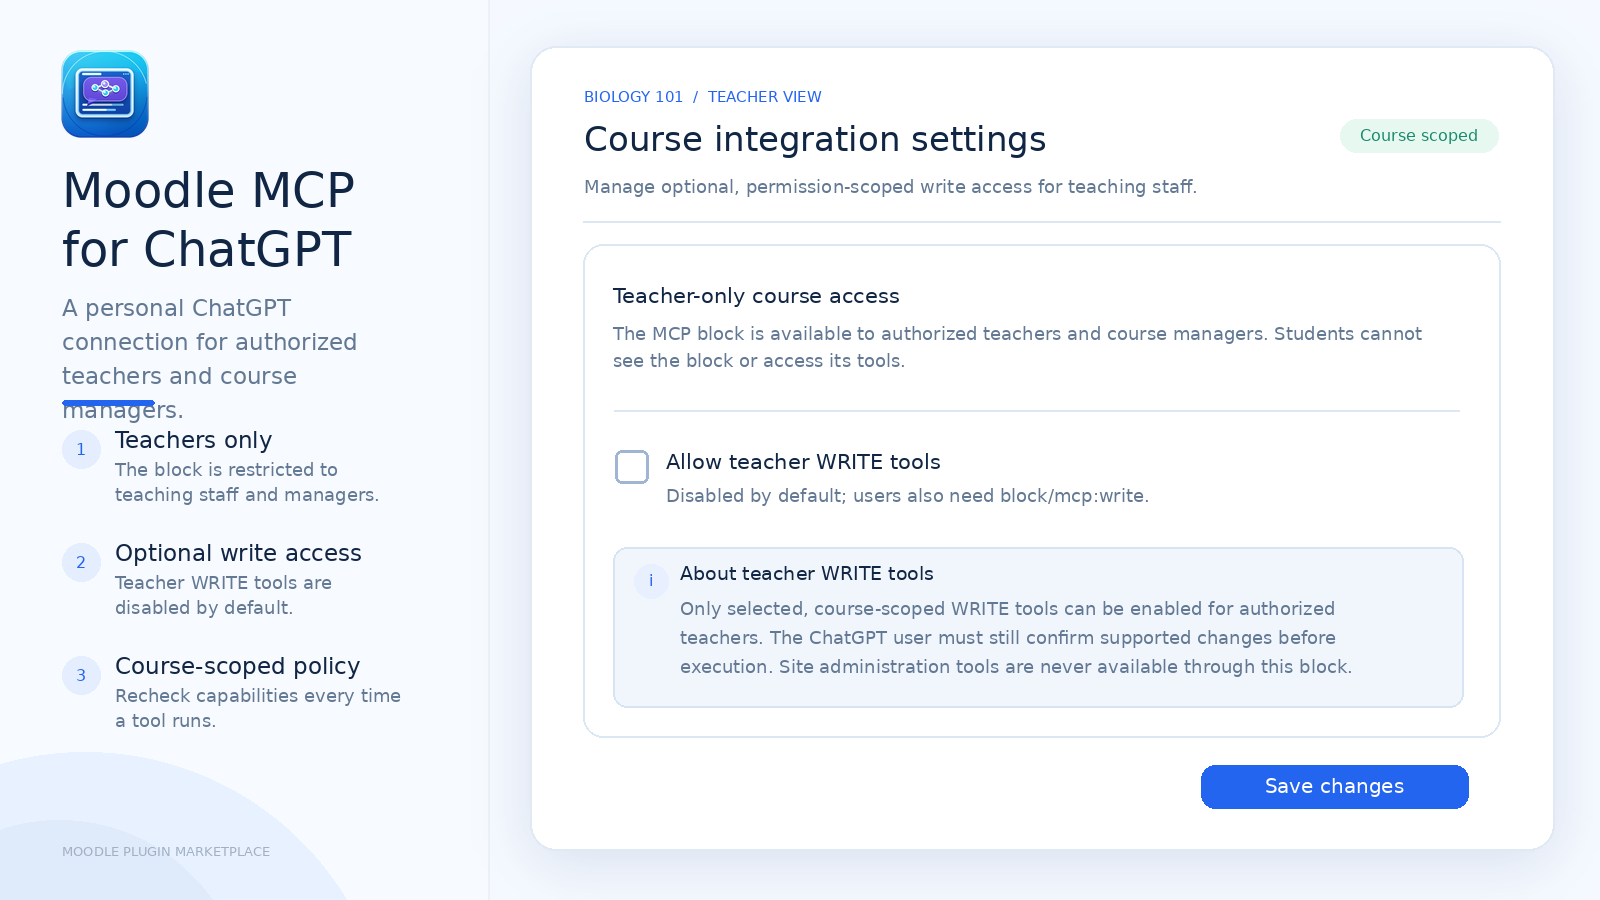 Moodle MCP
for ChatGPT
A personal ChatGPT
connection for authorized
teachers and course
managers.
1
Teachers only
The block is restricted to
teaching staff and managers.
2
Optional write access
Teacher WRITE tools are
disabled by default.
3
Course-scoped policy
Recheck capabilities every time
a tool runs.
MOODLE PLUGIN MARKETPLACE
BIOLOGY 101 / TEACHER VIEW
Course integration settings
Course scoped
Manage optional, permission-scoped write access for teaching staff.
Teacher-only course access
The MCP block is available to authorized teachers and course managers. Students cannot
see the block or access its tools.
Allow teacher WRITE tools
Disabled by default; users also need block/mcp:write.
i
About teacher WRITE tools
Only selected, course-scoped WRITE tools can be enabled for authorized
teachers. The ChatGPT user must still confirm supported changes before
execution. Site administration tools are never available through this block.
Save changes